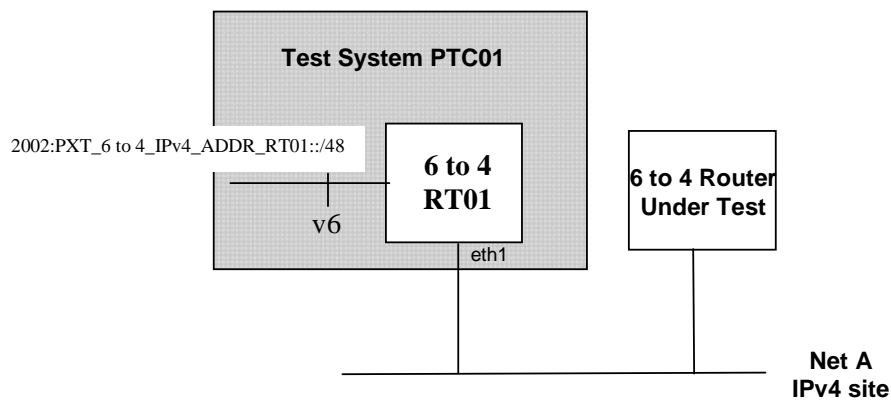 Test System PTC01
2002:PXT_6 to 4_IPv4_ADDR_RT01::/48
6 to 4
RT01
v6
eth1
6 to 4 Router
Under Test
Net A
IPv4 site